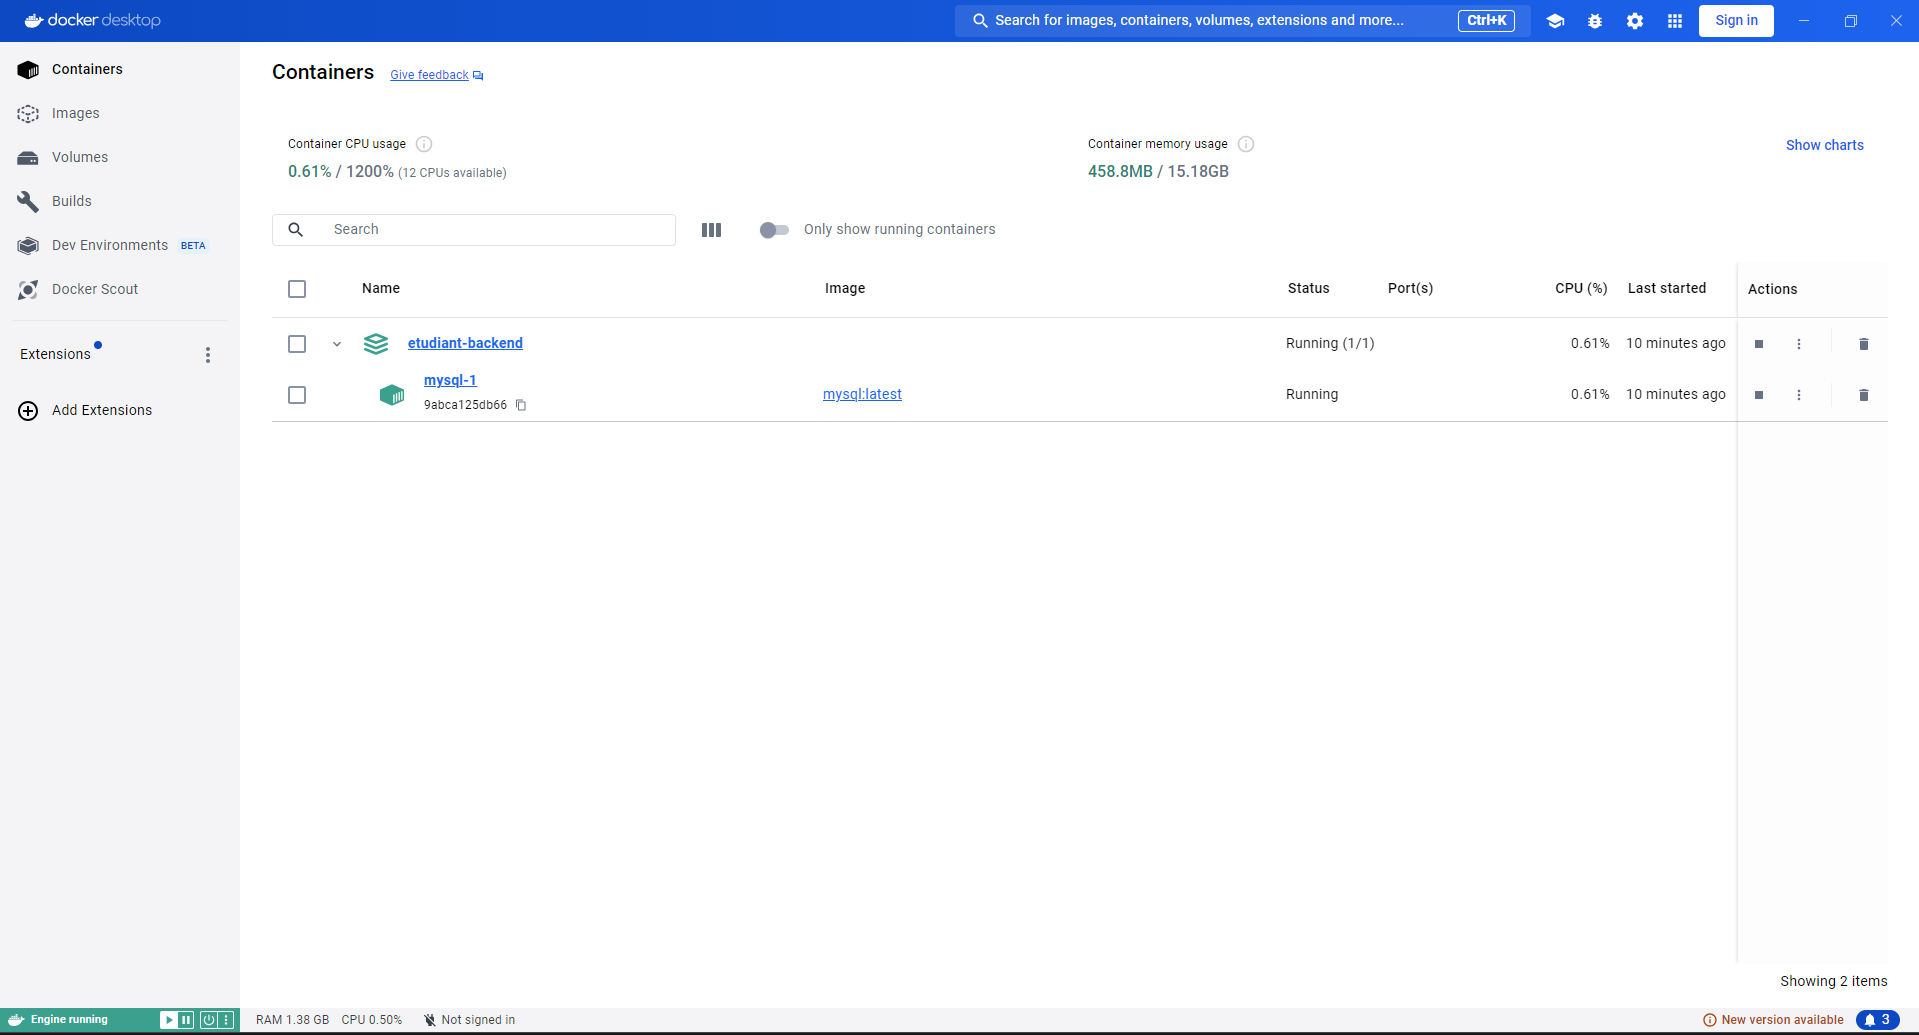 docker desktop
Search for images, containers, volumes, extensions and more...
Ctrl+K
Sign in
Containers
Images
Volumes
Builds
Dev Environments BETA
Docker Scout
Extensions
Add Extensions
Containers
Give feedback
Container CPU usage
0.61% / 1200% (12 CPUs available)
Container memory usage
458.8MB / 15.18GB
Show charts
Search
Only show running containers
Name Image Status Port(s) CPU (%) Last started Actions
etudiant-backend Running (1/1) 0.61% 10 minutes ago
mysql-1
9abca125db66
mysql:latest Running 0.61% 10 minutes ago
Showing 2 items
Engine running
RAM 1.38 GB CPU 0.50% Not signed in
New version available
3